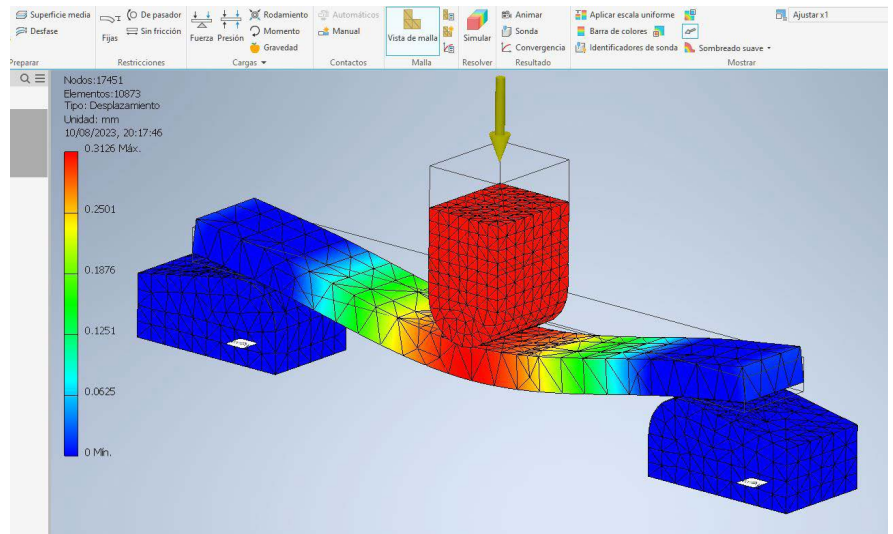 Superficie media
Desfase
Preparar
Fijas
De pasador
Sin fricción
Restricciones
Fuerza
Presión
Rodamiento
Momento
Gravedad
Cargas
Automáticos
Manual
Contactos
Vista de malla
Malla
Simular
Resolver
Animar
Sonda
Convergencia
Resultado
Aplicar escala uniforme
Barra de colores
Identificadores de sonda
Sombreado suave
Ajustar x1
Mostrar
Nodos:17451
Elementos:10873
Tipo: Desplazamiento
Unidad: mm
10/08/2023, 20:17:46
0.3126 Máx.
0.2501
0.1876
0.1251
0.0625
0 Mín.